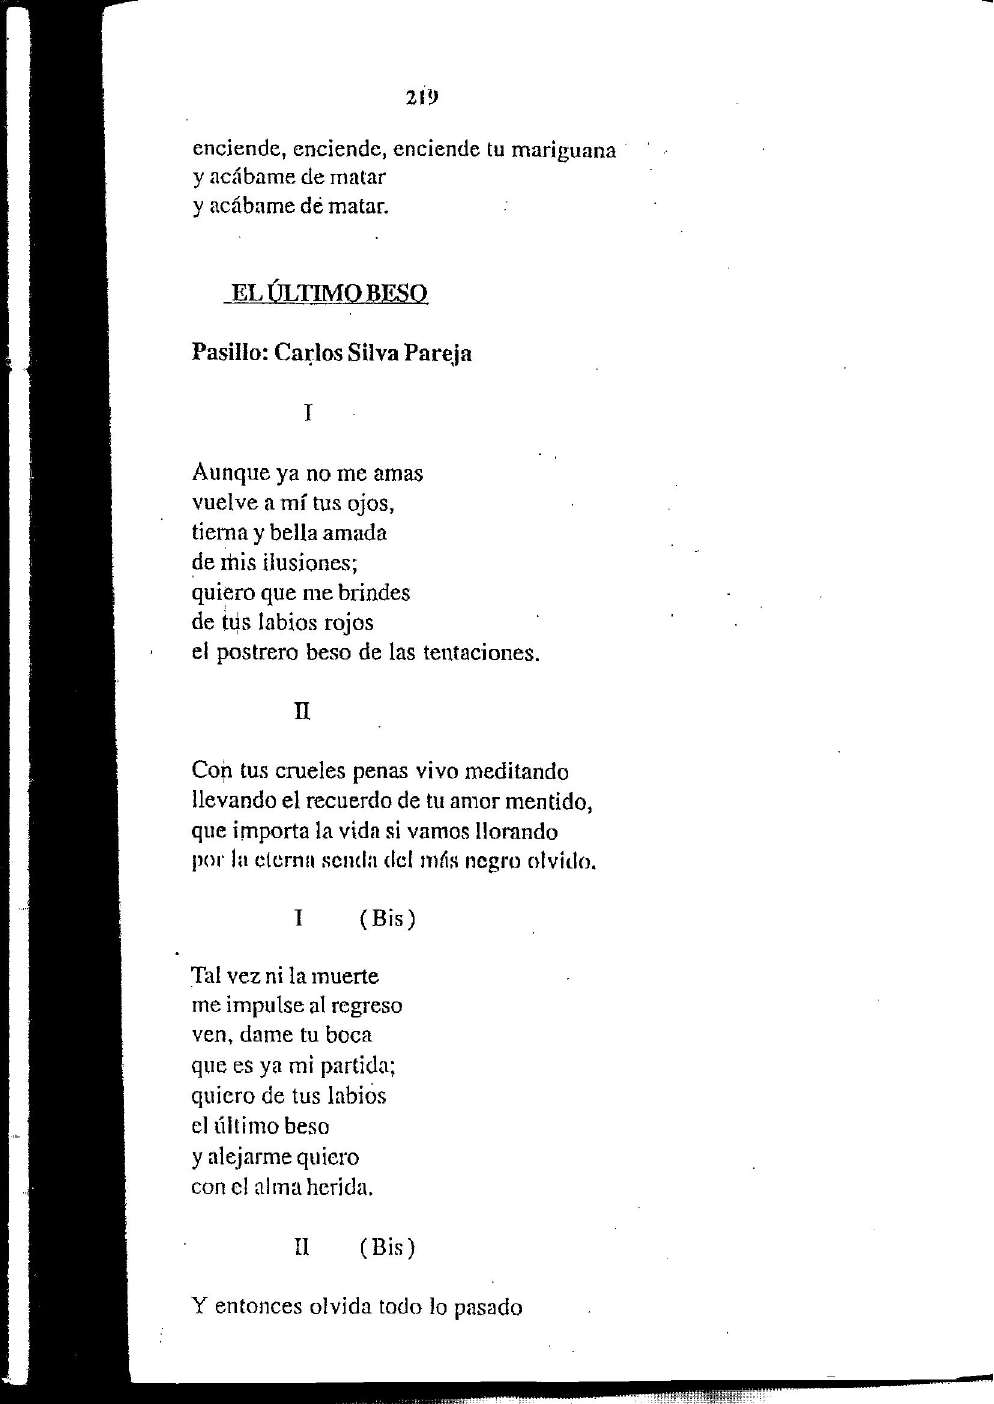 219
enciende, enciende, enciende tu mariguana
y acábame de matar
y acábame de matar.
EL ÚLTIMO BESO
Pasillo: Carlos Silva Pareja
I
Aunque ya no me amas
vuelve a mí tus ojos,
tierna y bella amada
de mis ilusiones;
quiero que me brindes
de tus labios rojos
el postrero beso de las tentaciones.
II
Con tus crueles penas vivo meditando
llevando el recuerdo de tu amor mentido,
que importa la vida si vamos llorando
por la eterna senda del más negro olvido.
I (Bis)
Tal vez ni la muerte
me impulse al regreso
ven, dame tu boca
que es ya mi partida;
quiero de tus labios
el último beso
y alejarme quiero
con el alma herida.
II (Bis)
Y entonces olvida todo lo pasado